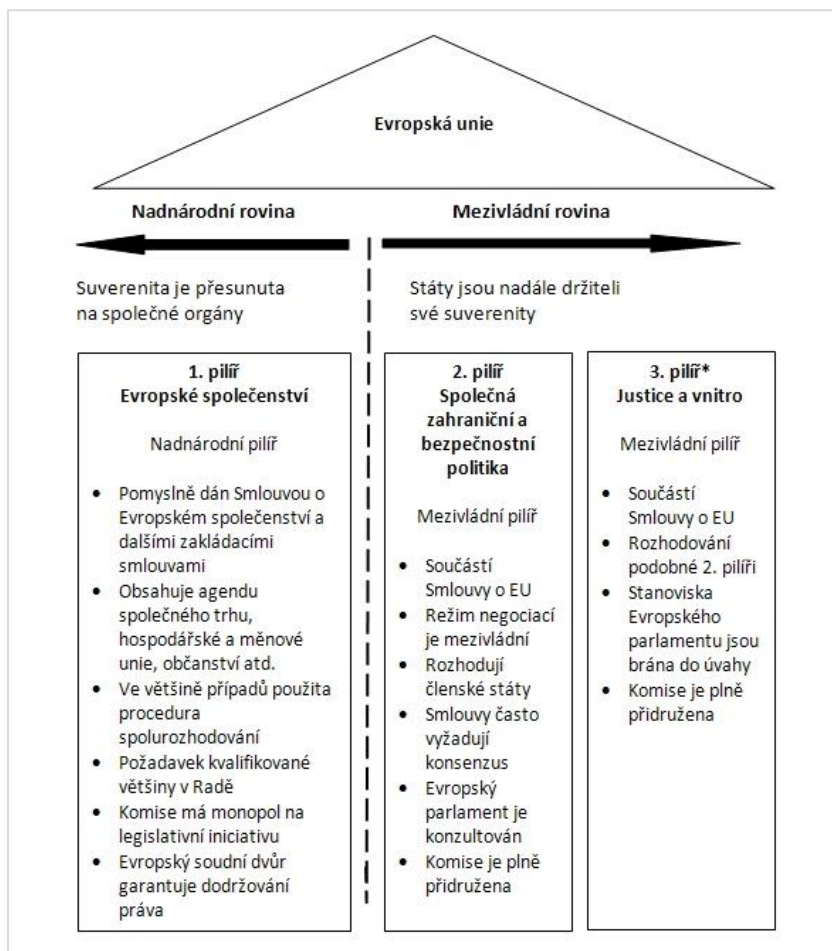 Evropská unie
Nadnárodní rovina
Mezivládní rovina
Suverenita je přesunuta
na společné orgány
Státy jsou nadále držiteli
své suverenity
1. pilíř
Evropské společenství
Nadnárodní pilíř
• Pomyslně dán Smlouvou o
Evropském společenství a
dalšími zakládacími
smlouvami
• Obsahuje agendu
společného trhu,
hospodářské a měnové
unie, občanství atd.
• Ve většině případů použita
procedura
spolurozhodování
• Požadavek kvalifikované
většiny v Radě
• Komise má monopol na
legislativní iniciativu
• Evropský soudní dvůr
garantuje dodržování
práva
2. pilíř
Společná
zahraniční a
bezpečnostní
politika
Mezivládní pilíř
• Součástí
Smlouvy o EU
• Režim negociací
je mezivládní
• Rozhodují
členské státy
• Smlouvy často
vyžadují
konsenzus
• Evropský
parlament je
konzultován
• Komise je plně
přidružena
3. pilíř*
Justice a vnitro
Mezivládní pilíř
• Součástí
Smlouvy o EU
• Rozhodování
podobné 2. pilíři
• Stanoviska
Evropského
parlamentu jsou
brána do úvahy
• Komise je plně
přidružena